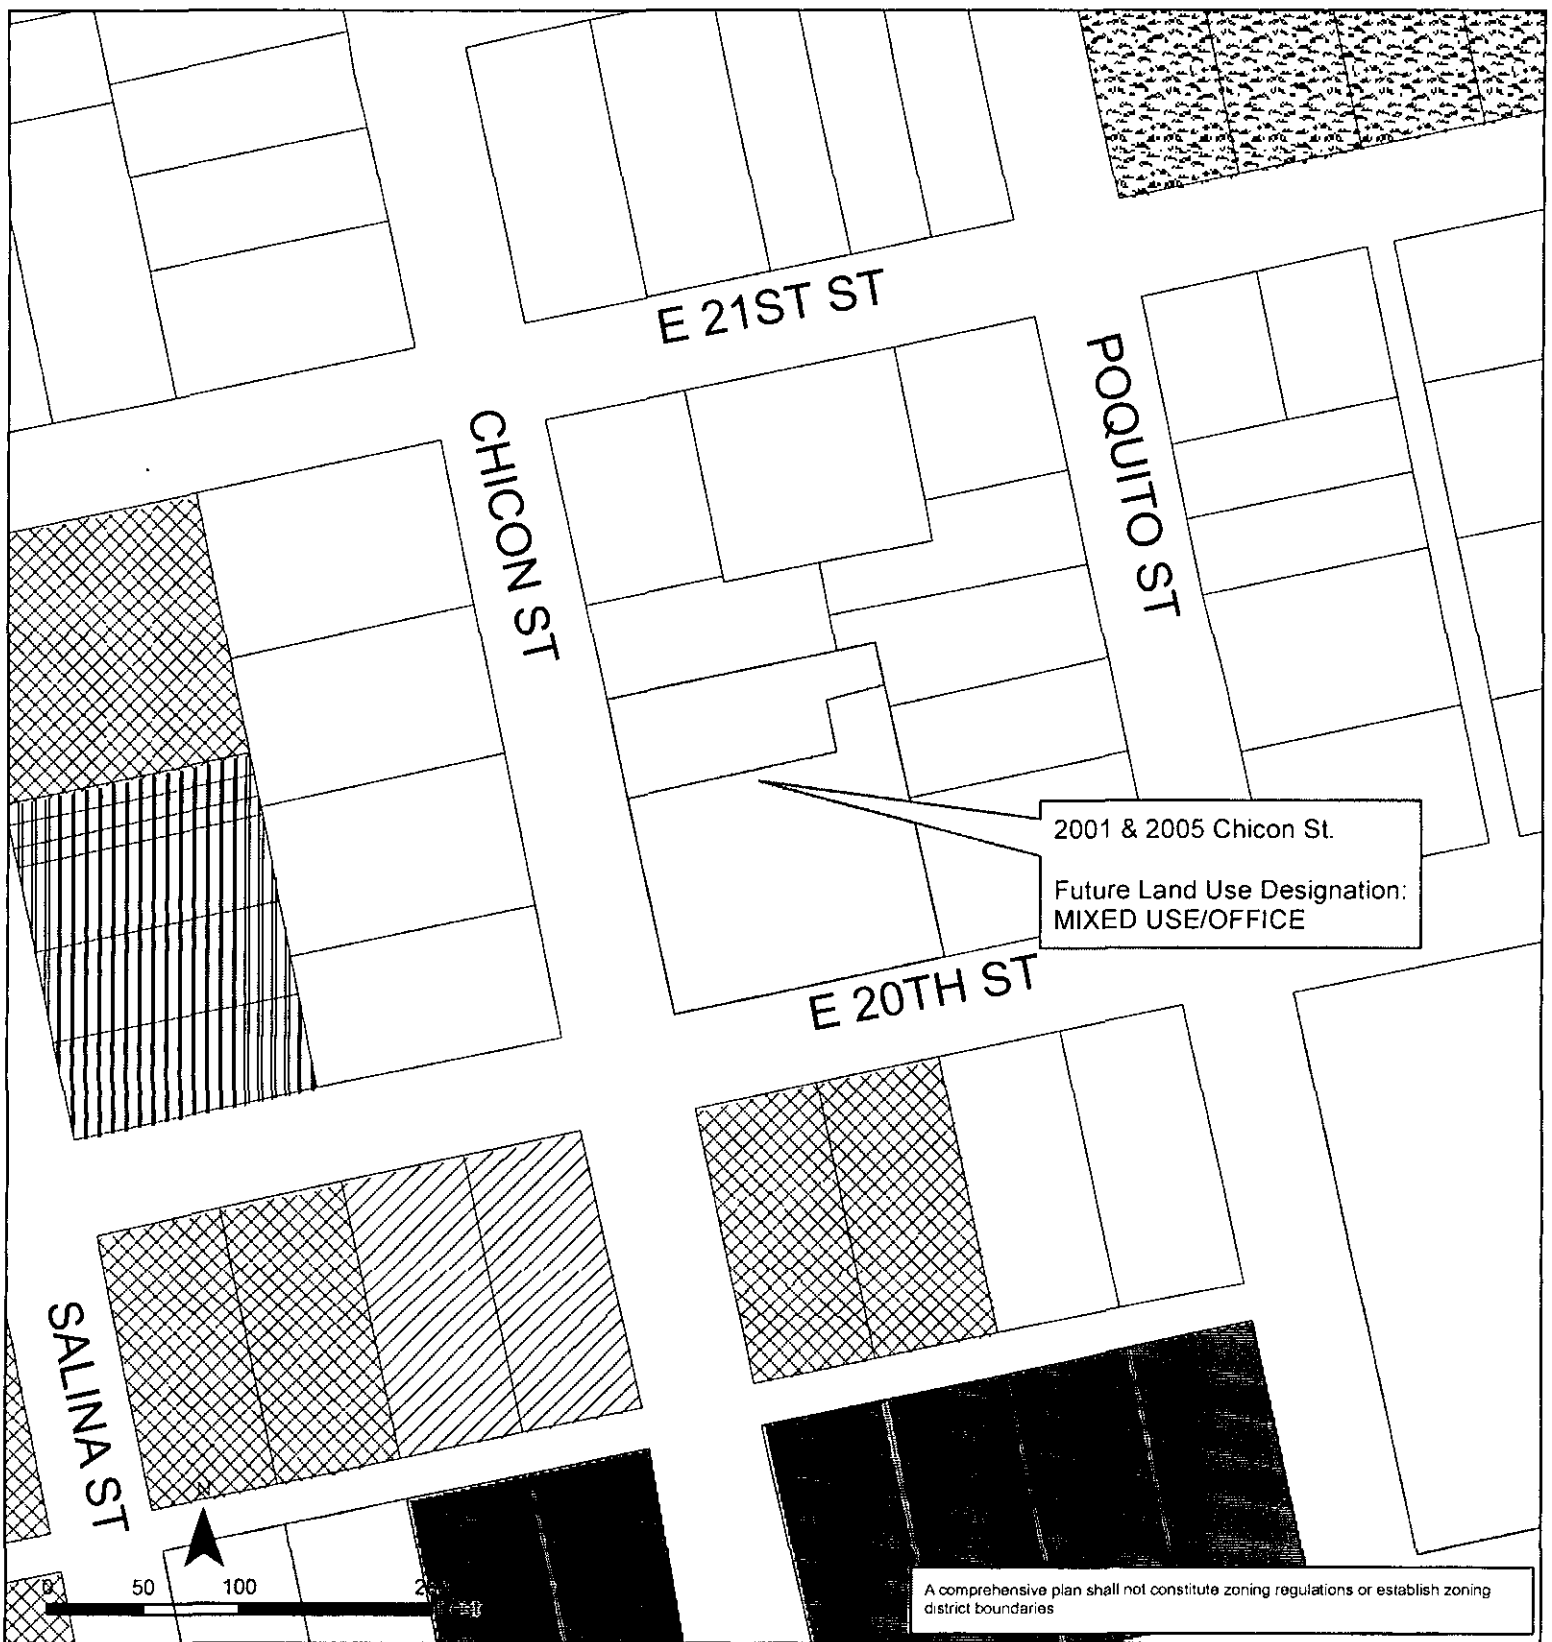 E 21ST ST
POQUITO ST
CHICON ST
2001 & 2005 Chicon St.
Future Land Use Designation:
MIXED USE/OFFICE
E 20TH ST
SALINA ST
0 50 100
A comprehensive plan shall not constitute zoning regulations or establish zoning
district boundaries